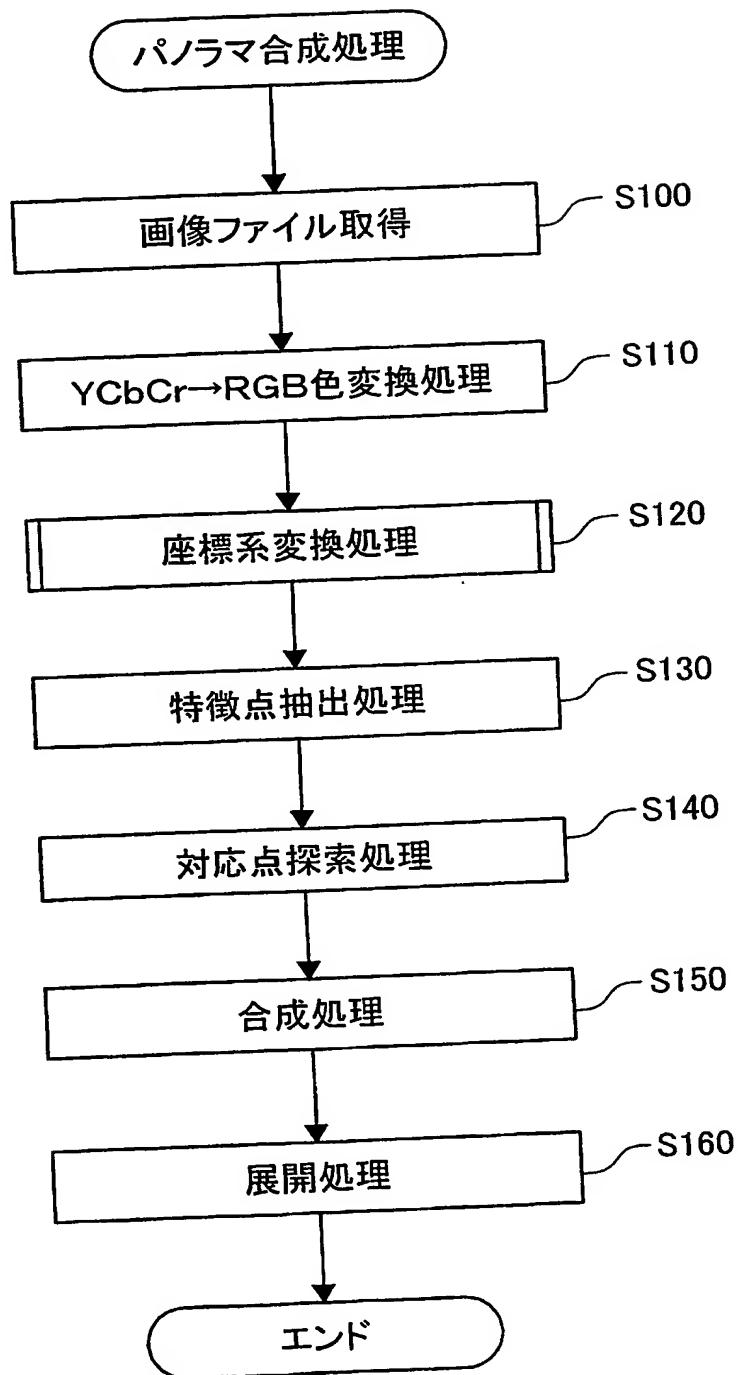 パノラマ合成処理
画像ファイル取得
S100
YCbCr→RGB色変換処理
S110
座標系変換処理
S120
特徴点抽出処理
S130
対応点探索処理
S140
合成処理
S150
展開処理
S160
エンド